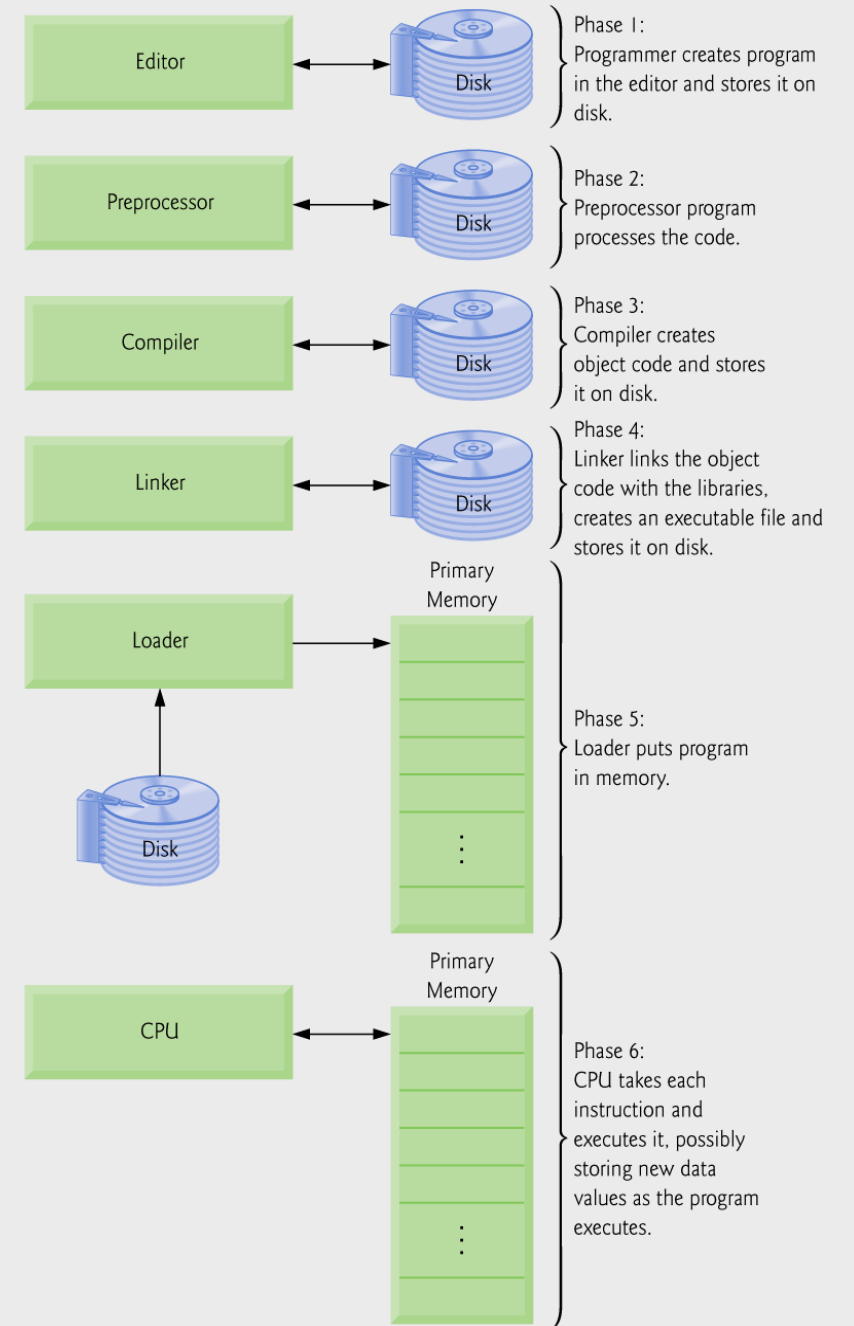 Editor
Disk
Phase 1:
Programmer creates program
in the editor and stores it on
disk.
Preprocessor
Disk
Phase 2:
Preprocessor program
processes the code.
Compiler
Disk
Phase 3:
Compiler creates
object code and stores
it on disk.
Linker
Disk
Phase 4:
Linker links the object
code with the libraries,
creates an executable file and
stores it on disk.
Loader
Disk
Primary
Memory
Phase 5:
Loader puts program
in memory.
CPU
Primary
Memory
Phase 6:
CPU takes each
instruction and
executes it, possibly
storing new data
values as the program
executes.